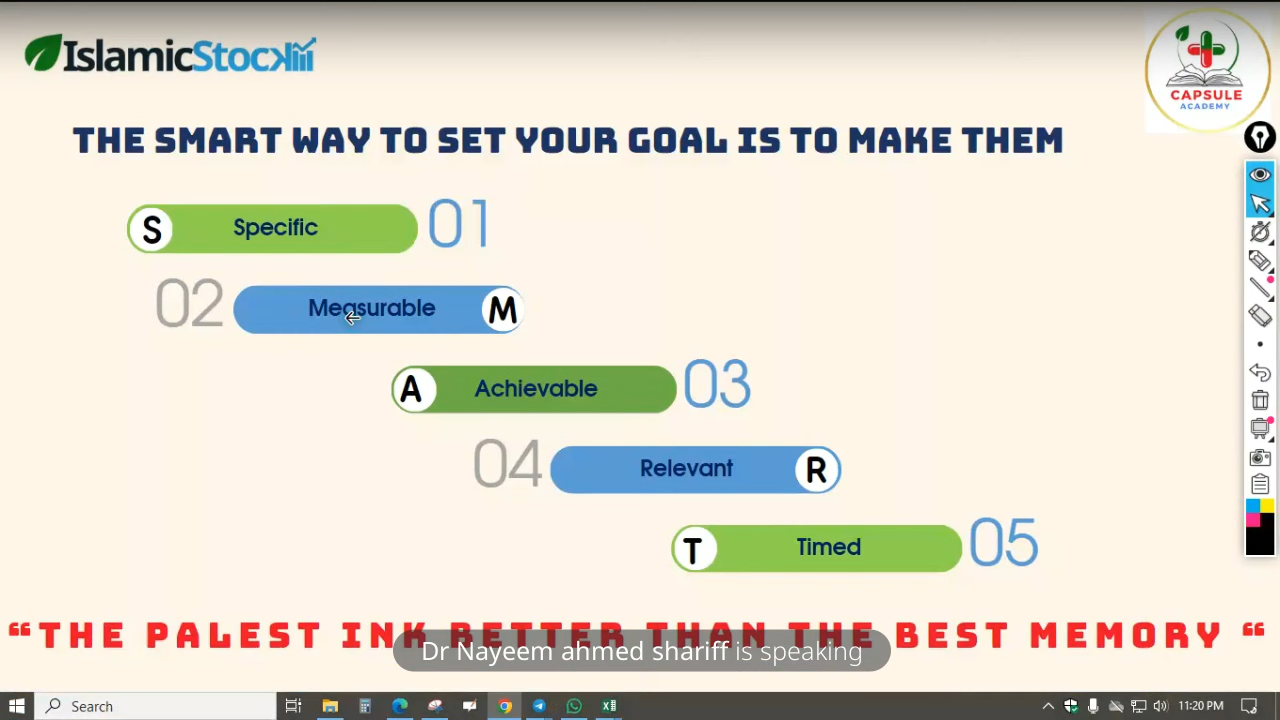 IslamicStock
CAPSULE
ACADEMY
THE SMART WAY TO SET YOUR GOAL IS TO MAKE THEM
S Specific 01
02 Measurable M
A Achievable 03
04 Relevant R
T Timed 05
“THE PALEST INK BETTER THAN THE BEST MEMORY “
Dr Nayeem ahmed shariff is speaking
Search
11:20 PM